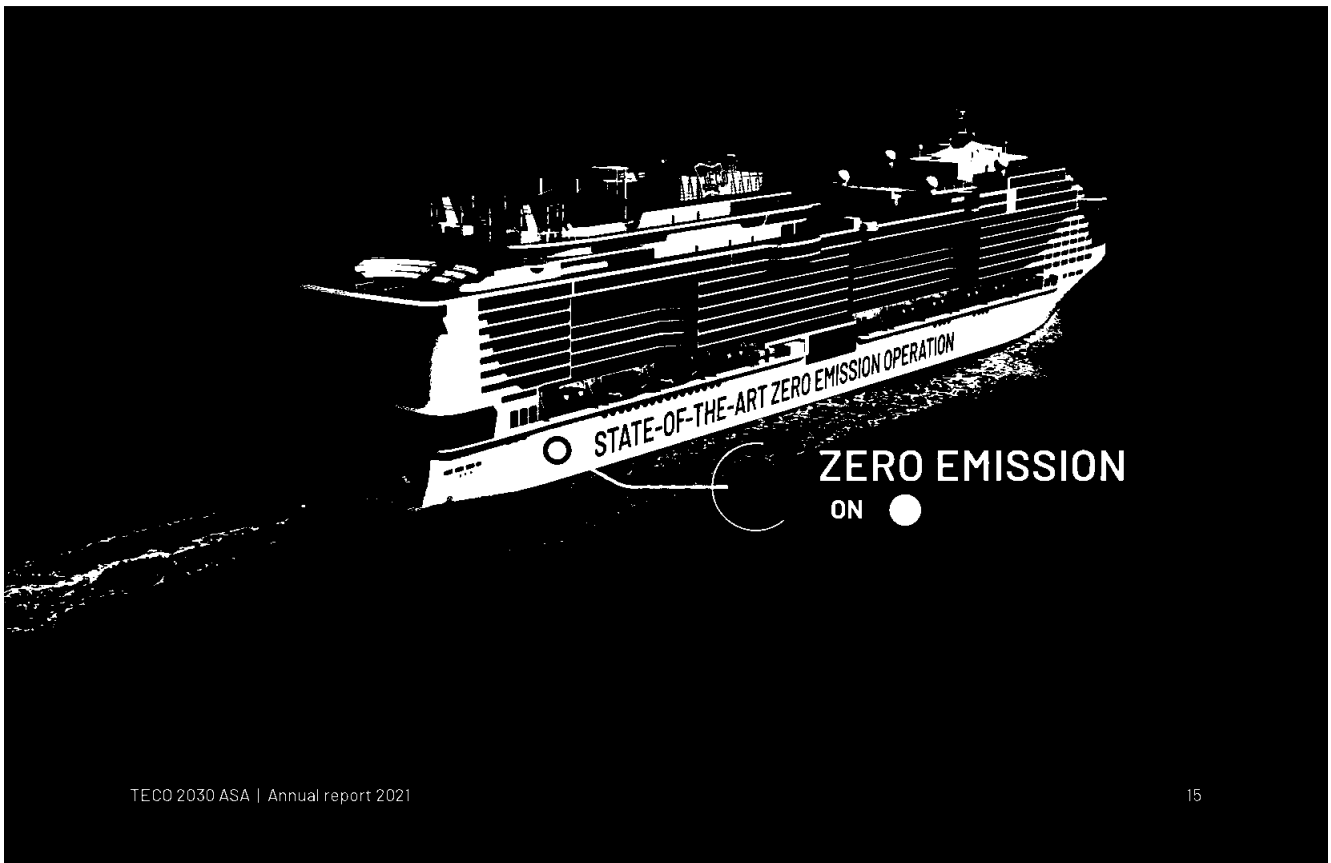 STATE-OF-THE-ART ZERO EMISSION OPERATION
ZERO EMISSION
ON
TECO 2030 ASA | Annual report 2021
15